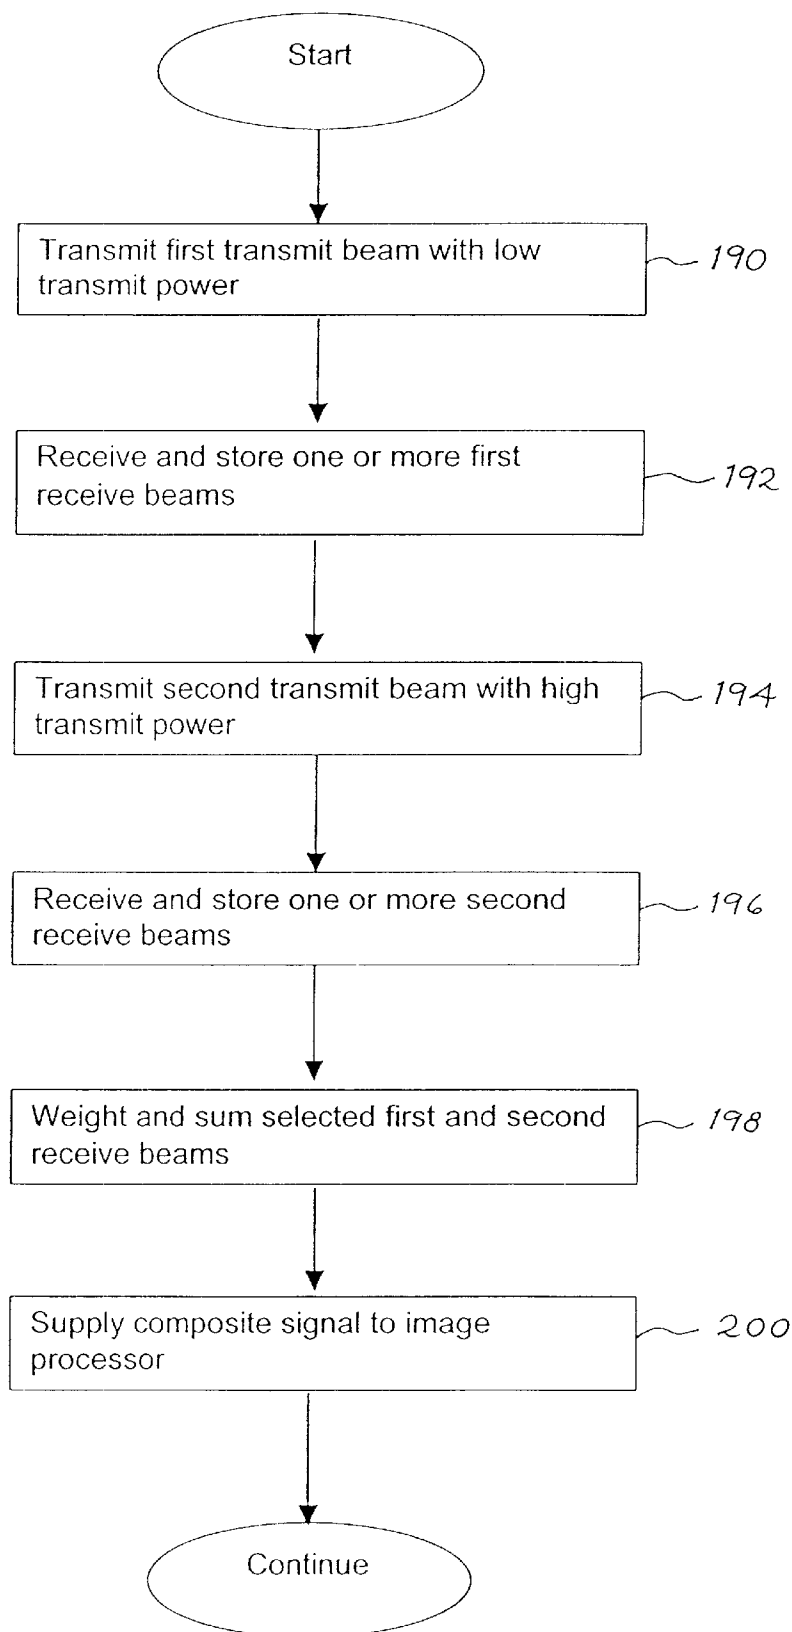 Start
Transmit first transmit beam with low
transmit power
190
Receive and store one or more first
receive beams
192
Transmit second transmit beam with high
transmit power
194
Receive and store one or more second
receive beams
196
Weight and sum selected first and second
receive beams
198
Supply composite signal to image
processor
200
Continue